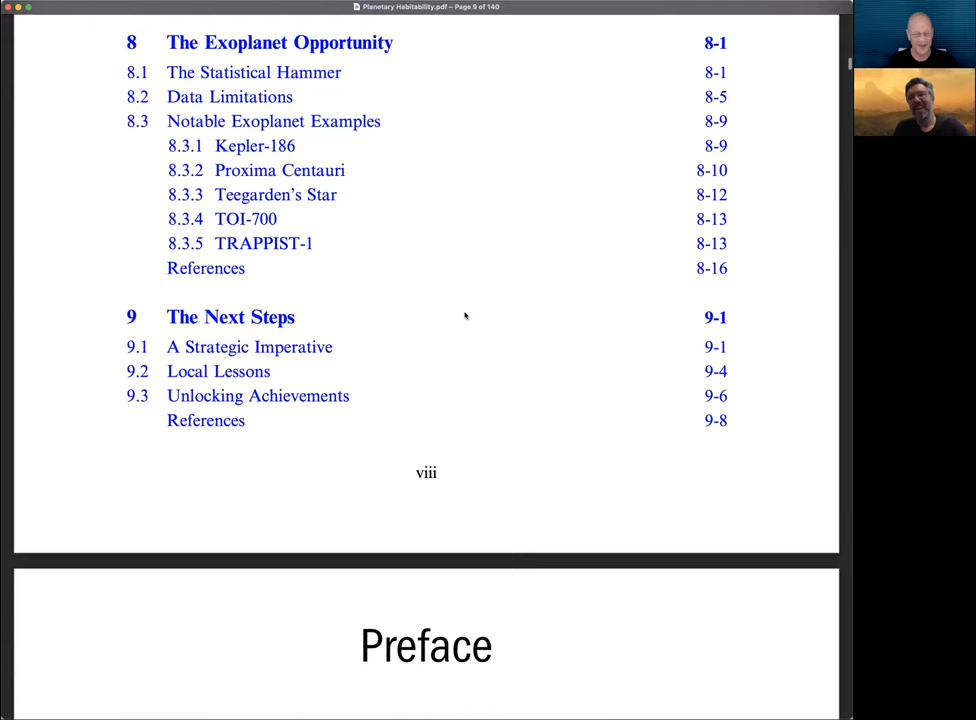 Planetary Habitability.pdf – Page 9 of 140
8 The Exoplanet Opportunity 8-1
8.1 The Statistical Hammer 8-1
8.2 Data Limitations 8-5
8.3 Notable Exoplanet Examples 8-9
8.3.1 Kepler-186 8-9
8.3.2 Proxima Centauri 8-10
8.3.3 Teegarden's Star 8-12
8.3.4 TOI-700 8-13
8.3.5 TRAPPIST-1 8-13
References 8-16
9 The Next Steps 9-1
9.1 A Strategic Imperative 9-1
9.2 Local Lessons 9-4
9.3 Unlocking Achievements 9-6
References 9-8
viii
Preface